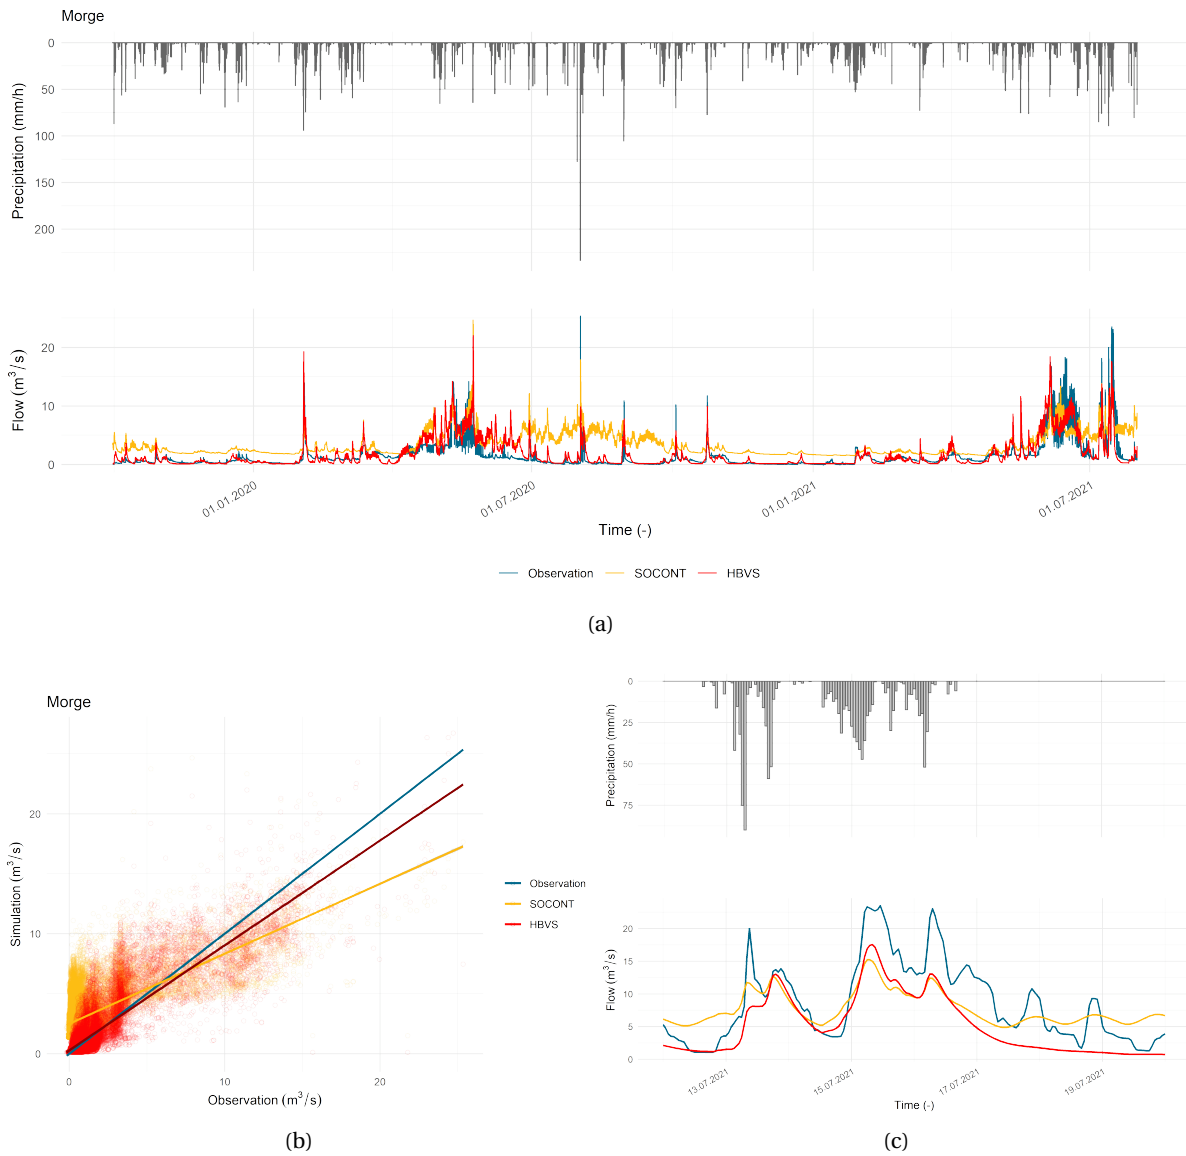 Morge
0
50
100
150
200
Precipitation (mm/h)
20
10
0
Flow (m³/s)
01.01.2020
01.07.2020
01.01.2021
01.07.2021
Time (-)
Observation SOCONT HBVS
(a)
Morge
20
10
0
Simulation (m³/s)
0 10 20
Observation (m³/s)
Observation
SOCONT
HBVS
(b)
0
25
50
75
Precipitation (mm/h)
20
15
10
5
0
Flow (m³/s)
13.07.2021
15.07.2021
17.07.2021
19.07.2021
Time (-)
(c)